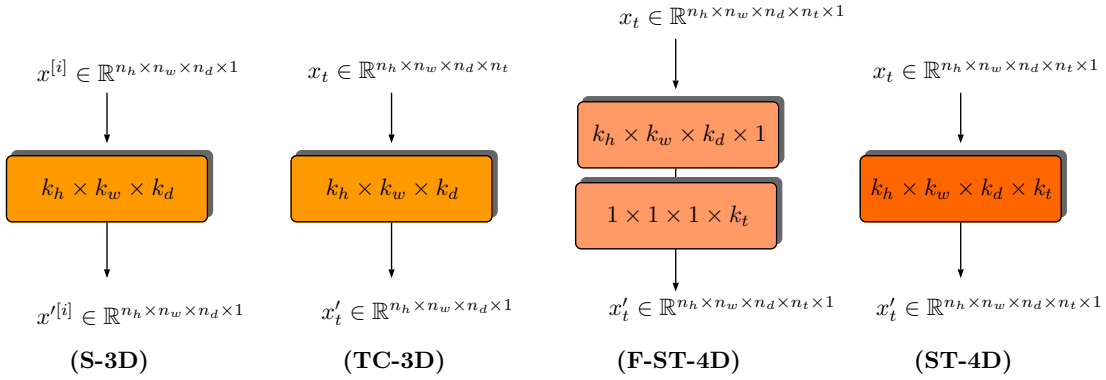 x^{[i]} ∈ ℝ^{n_h×n_w×n_d×1}
k_h × k_w × k_d
x'^{[i]} ∈ ℝ^{n_h×n_w×n_d×1}
(S-3D)
x_t ∈ ℝ^{n_h×n_w×n_d×n_t}
k_h × k_w × k_d
x'_t ∈ ℝ^{n_h×n_w×n_d×1}
(TC-3D)
x_t ∈ ℝ^{n_h×n_w×n_d×n_t×1}
k_h × k_w × k_d × 1
1 × 1 × 1 × k_t
x'_t ∈ ℝ^{n_h×n_w×n_d×n_t×1}
(F-ST-4D)
x_t ∈ ℝ^{n_h×n_w×n_d×n_t×1}
k_h × k_w × k_d × k_t
x'_t ∈ ℝ^{n_h×n_w×n_d×n_t×1}
(ST-4D)